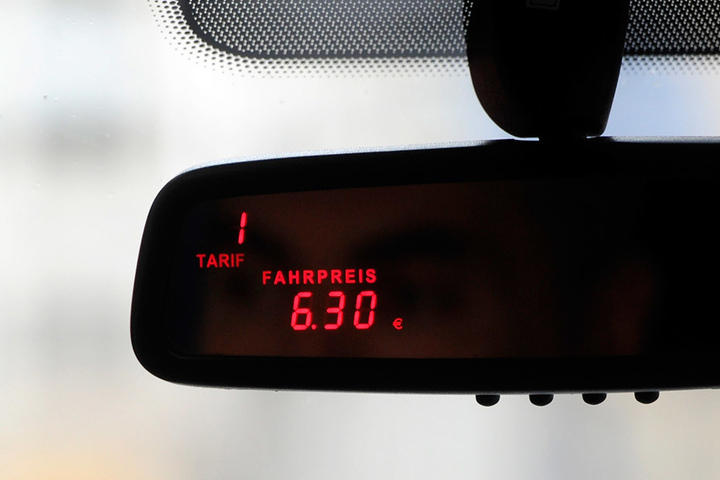 1
TARIF
FAHRPREIS
6.30 €